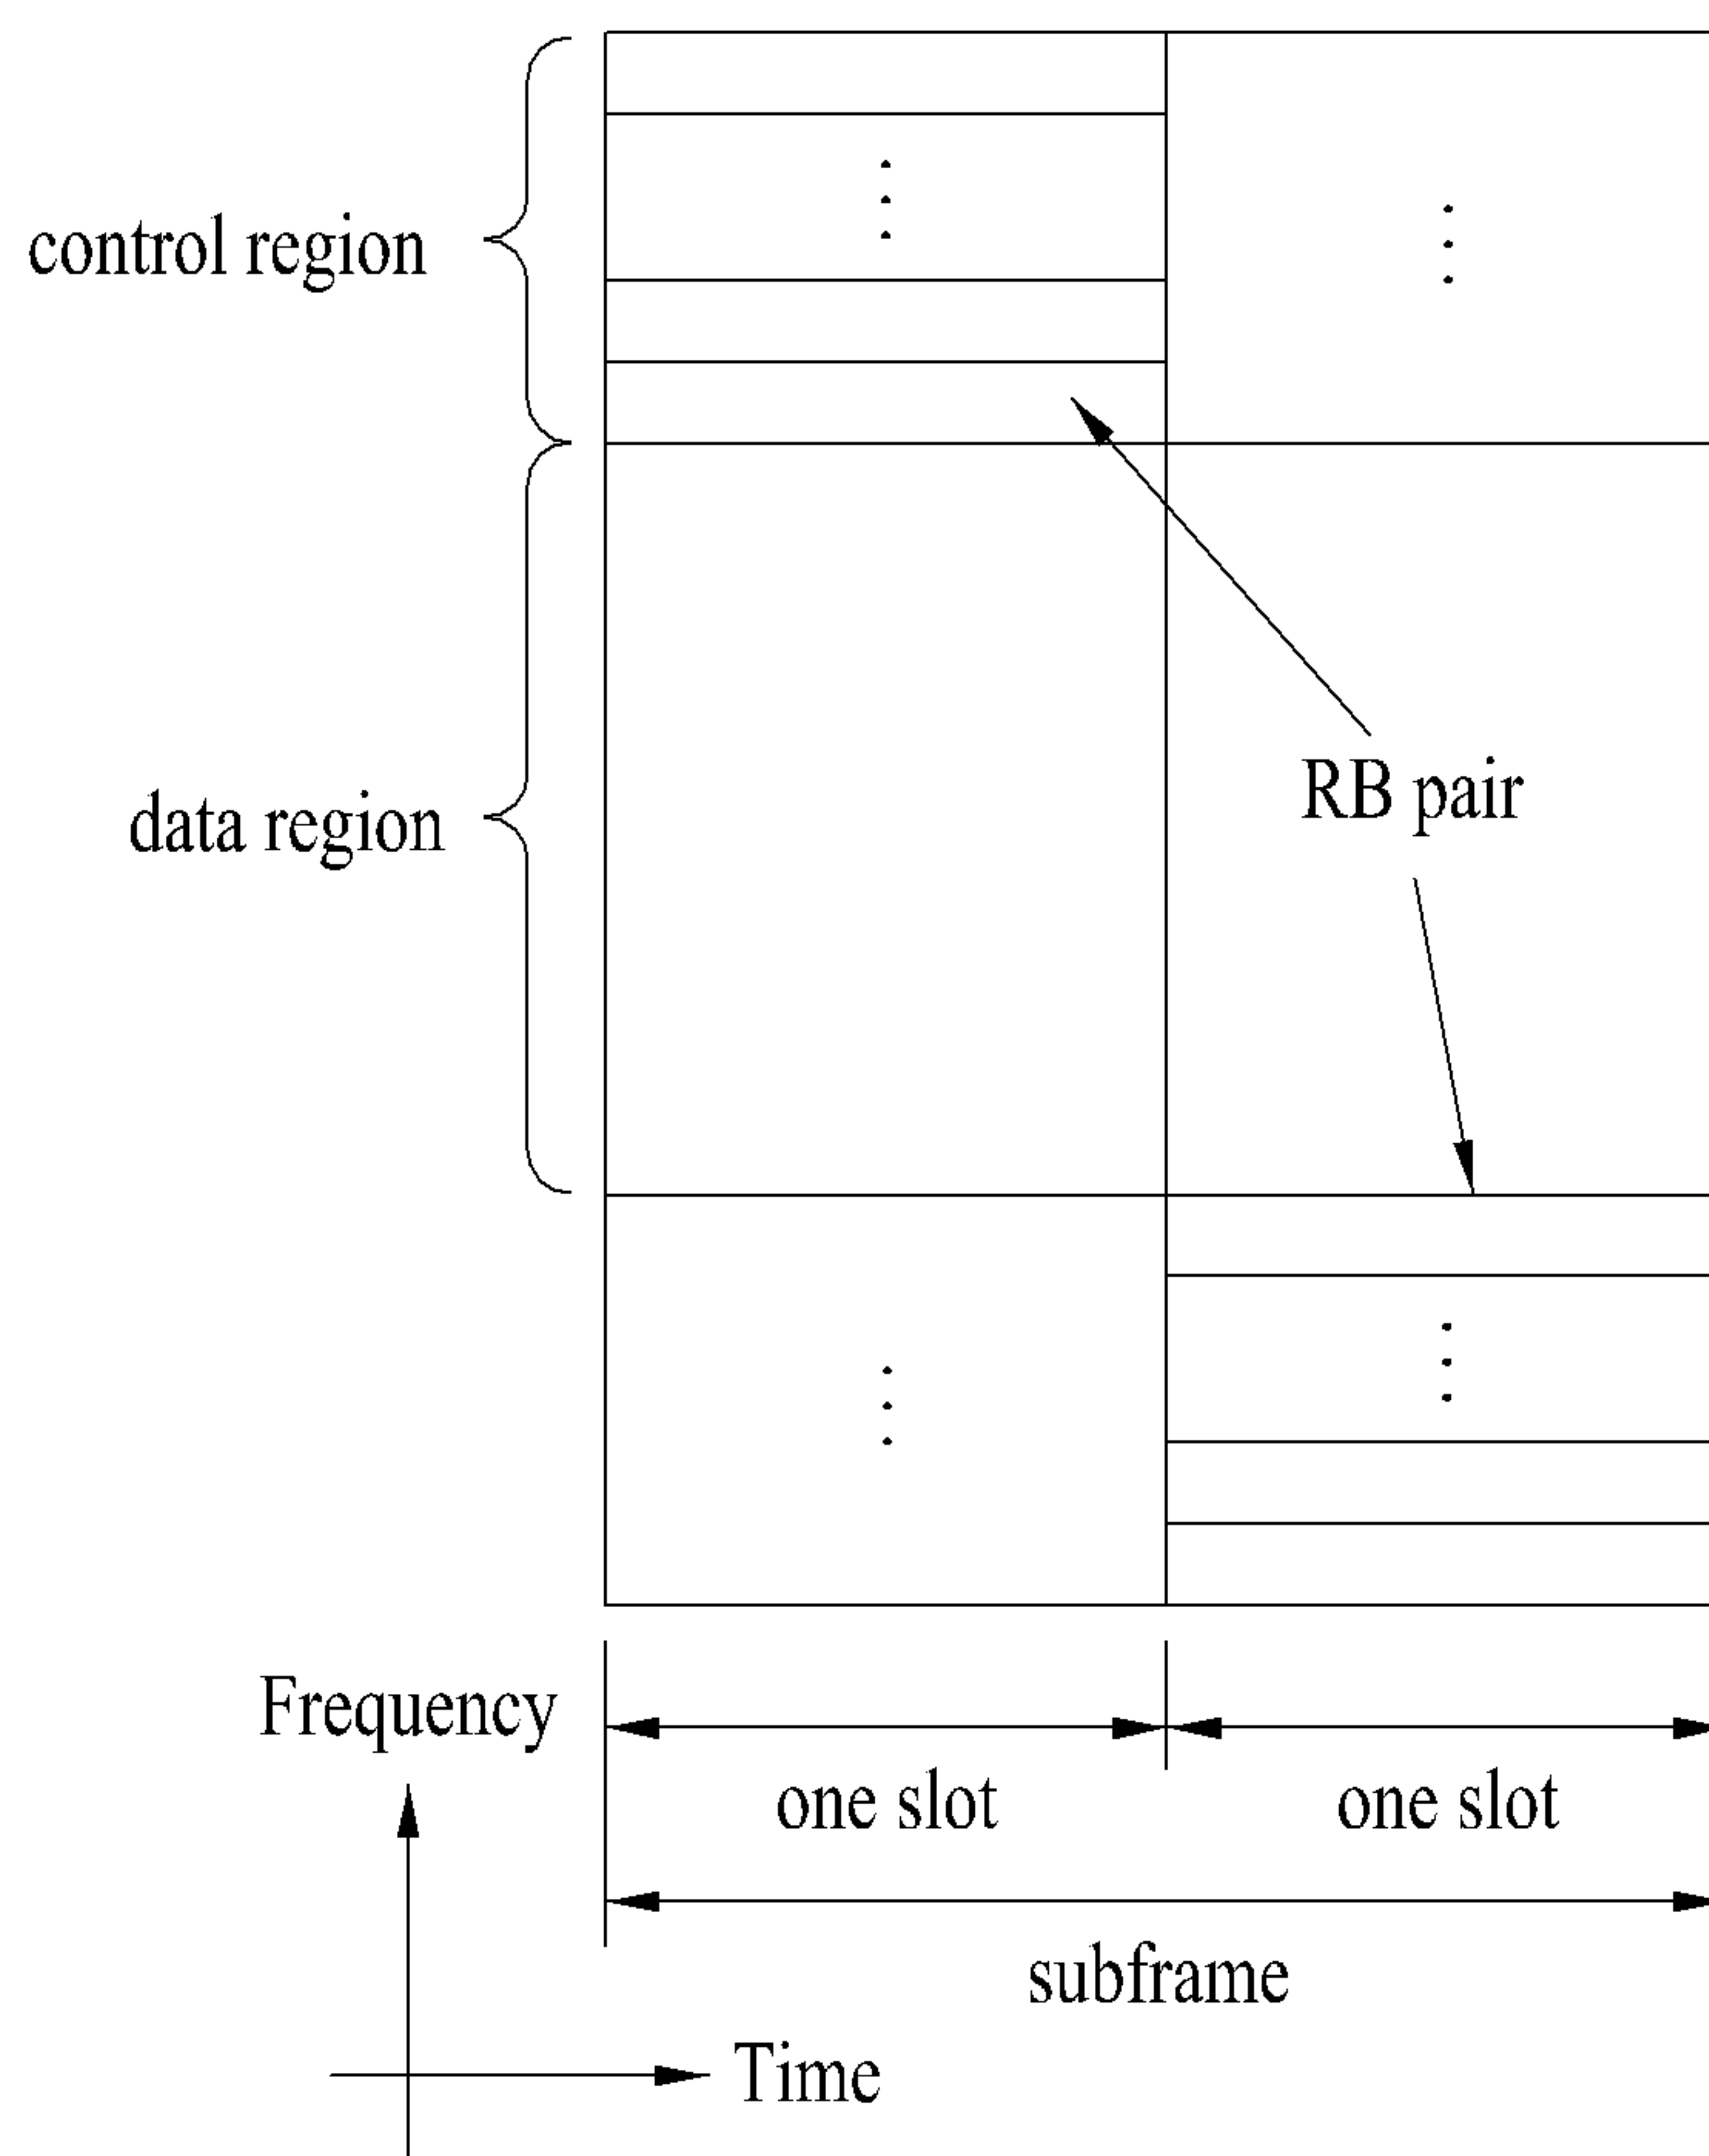 control region
data region
RB pair
Frequency
one slot
one slot
subframe
Time